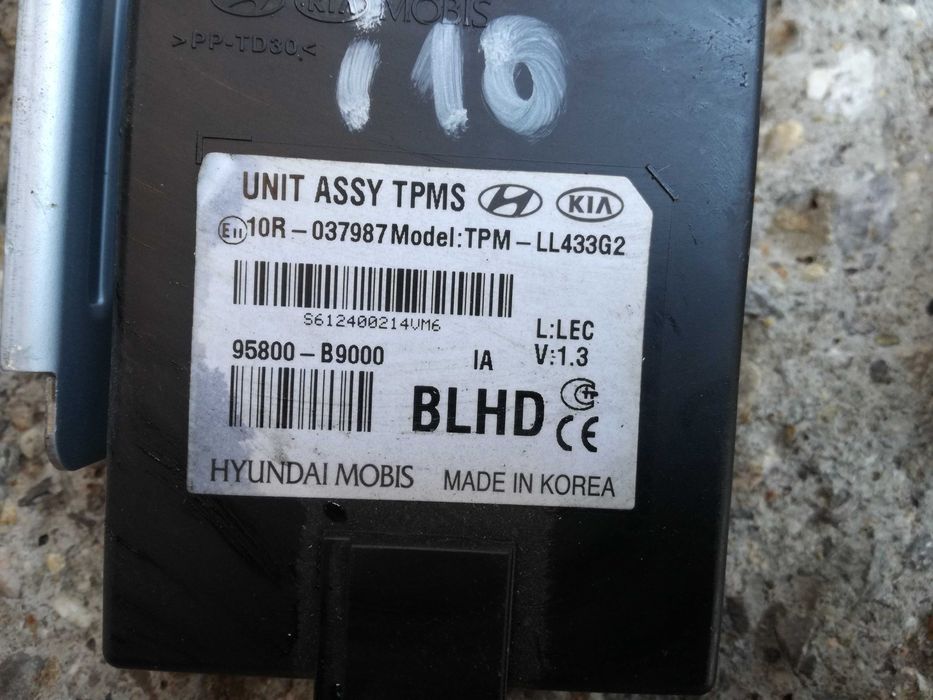 KIA MOBIS
>PP-TD30<
i10
UNIT ASSY TPMS KIA
E11 10R-037987 Model:TPM-LL433G2
S612400214VM6
L:LEC
95800-B9000 IA V:1.3
BLHD
CE
HYUNDAI MOBIS MADE IN KOREA